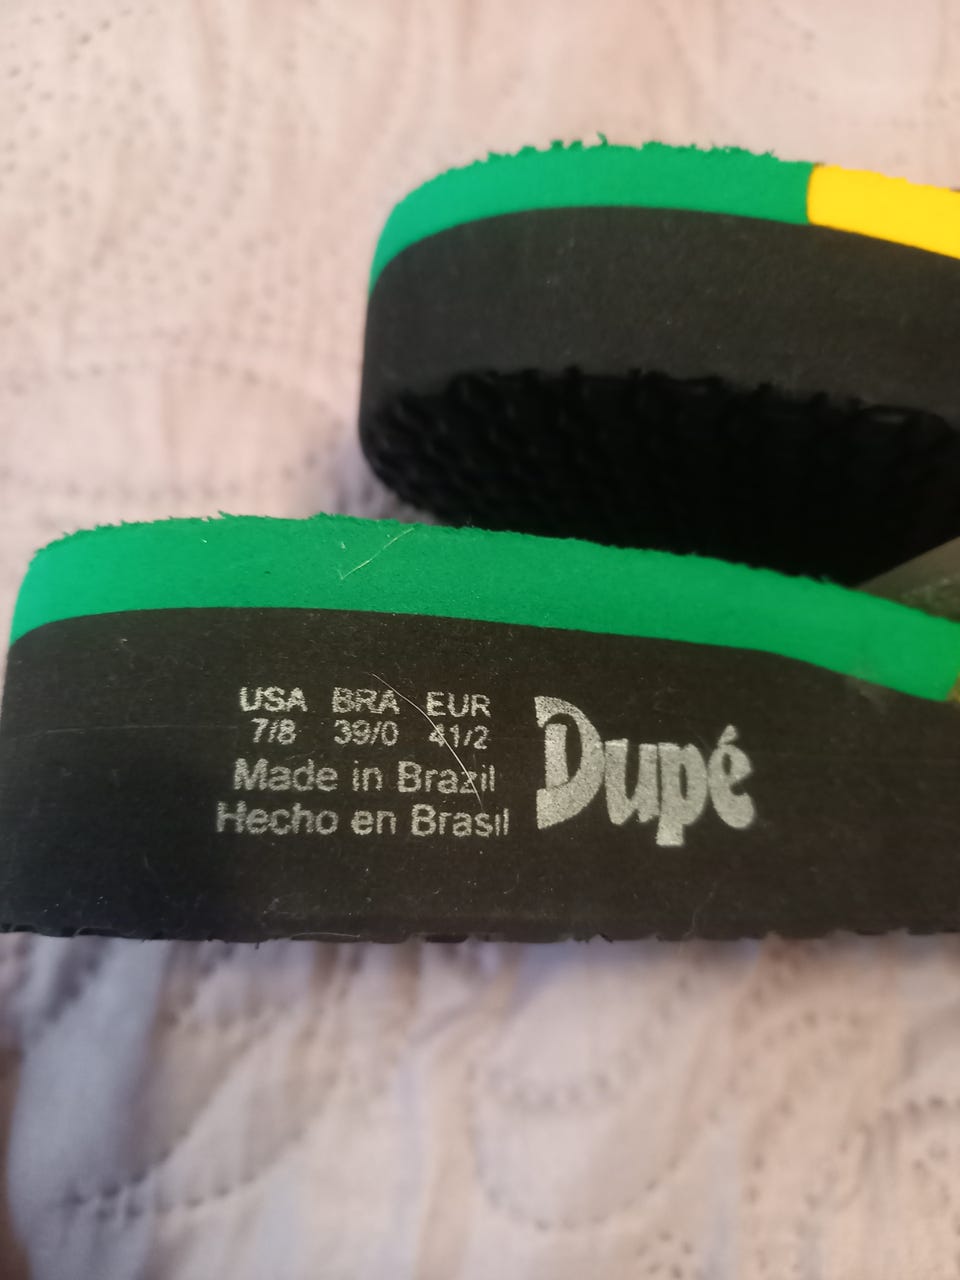 USA BRA EUR
7/8 39/0 41/2
Made in Brazil
Hecho en Brasil
Dupé